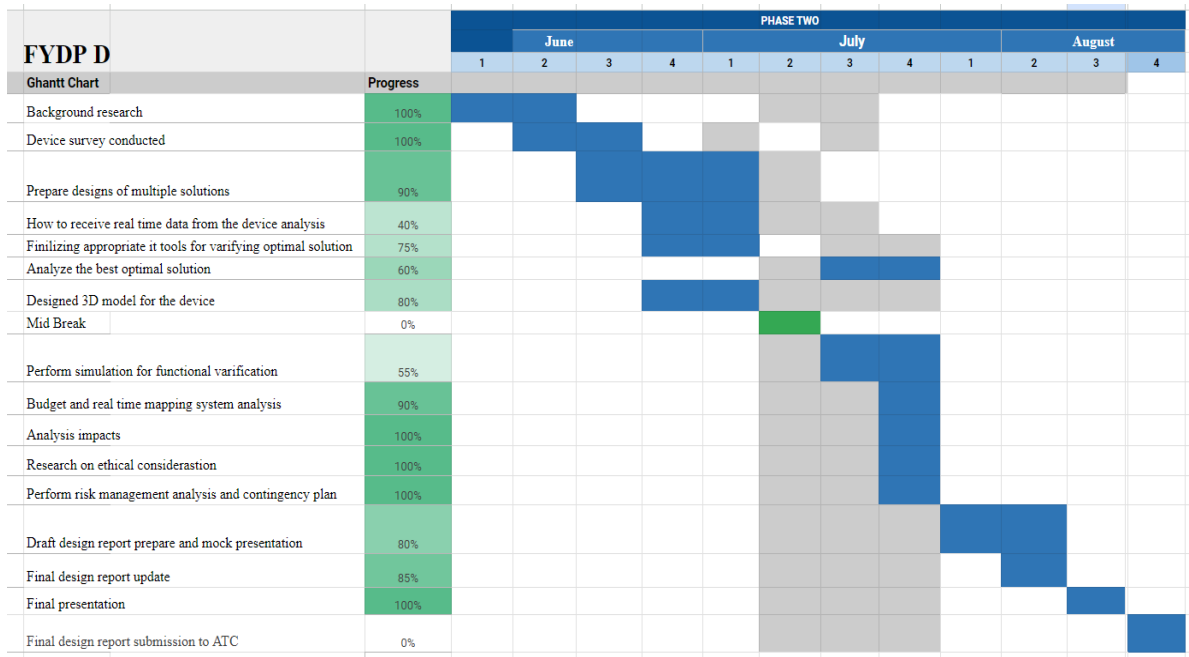 PHASE TWO
FYDP D
June July August
1 2 3 4 1 2 3 4 1 2 3 4
Ghantt Chart Progress
Background research 100%
Device survey conducted 100%
Prepare designs of multiple solutions 90%
How to receive real time data from the device analysis 40%
Finilizing appropriate it tools for varifying optimal solution 75%
Analyze the best optimal solution 60%
Designed 3D model for the device 80%
Mid Break 0%
Perform simulation for functional varification 55%
Budget and real time mapping system analysis 90%
Analysis impacts 100%
Research on ethical considerastion 100%
Perform risk management analysis and contingency plan 100%
Draft design report prepare and mock presentation 80%
Final design report update 85%
Final presentation 100%
Final design report submission to ATC 0%